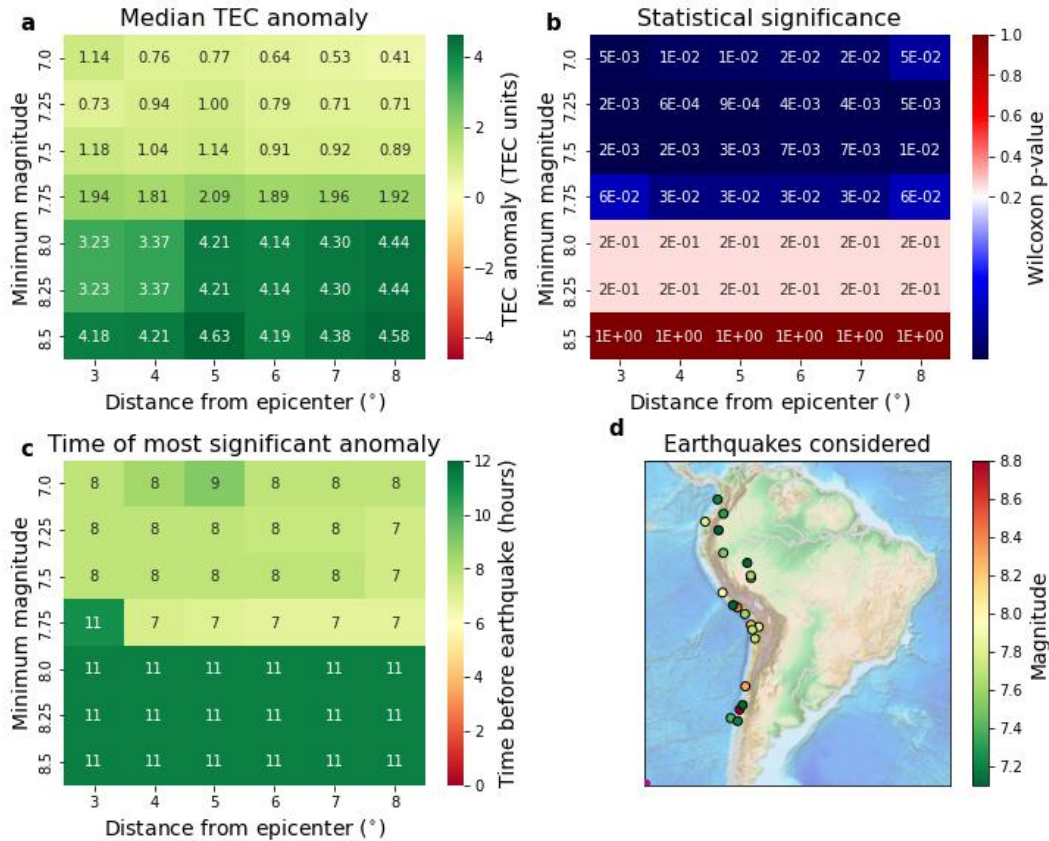 a
Median TEC anomaly
Minimum magnitude
7.0 1.14 0.76 0.77 0.64 0.53 0.41
7.25 0.73 0.94 1.00 0.79 0.71 0.71
7.5 1.18 1.04 1.14 0.91 0.92 0.89
7.75 1.94 1.81 2.09 1.89 1.96 1.92
8.0 3.23 3.37 4.21 4.14 4.30 4.44
8.25 3.23 3.37 4.21 4.14 4.30 4.44
8.5 4.18 4.21 4.63 4.19 4.38 4.58
3 4 5 6 7 8
Distance from epicenter (°)
4
2
0
−2
−4
TEC anomaly (TEC units)
b
Statistical significance
Minimum magnitude
7.0 5E-03 1E-02 1E-02 2E-02 2E-02 5E-02
7.25 2E-03 6E-04 9E-04 4E-03 4E-03 5E-03
7.5 2E-03 2E-03 3E-03 7E-03 7E-03 1E-02
7.75 6E-02 3E-02 3E-02 3E-02 3E-02 6E-02
8.0 2E-01 2E-01 2E-01 2E-01 2E-01 2E-01
8.25 2E-01 2E-01 2E-01 2E-01 2E-01 2E-01
8.5 1E+00 1E+00 1E+00 1E+00 1E+00 1E+00
3 4 5 6 7 8
Distance from epicenter (°)
1.0
0.8
0.6
0.4
0.2
Wilcoxon p-value
c
Time of most significant anomaly
Minimum magnitude
7.0 8 8 9 8 8 8
7.25 8 8 8 8 8 7
7.5 8 8 8 8 8 7
7.75 11 7 7 7 7 7
8.0 11 11 11 11 11 11
8.25 11 11 11 11 11 11
8.5 11 11 11 11 11 11
3 4 5 6 7 8
Distance from epicenter (°)
12
10
8
6
4
2
0
Time before earthquake (hours)
d
Earthquakes considered
8.8
8.6
8.4
8.2
8.0
7.8
7.6
7.4
7.2
Magnitude